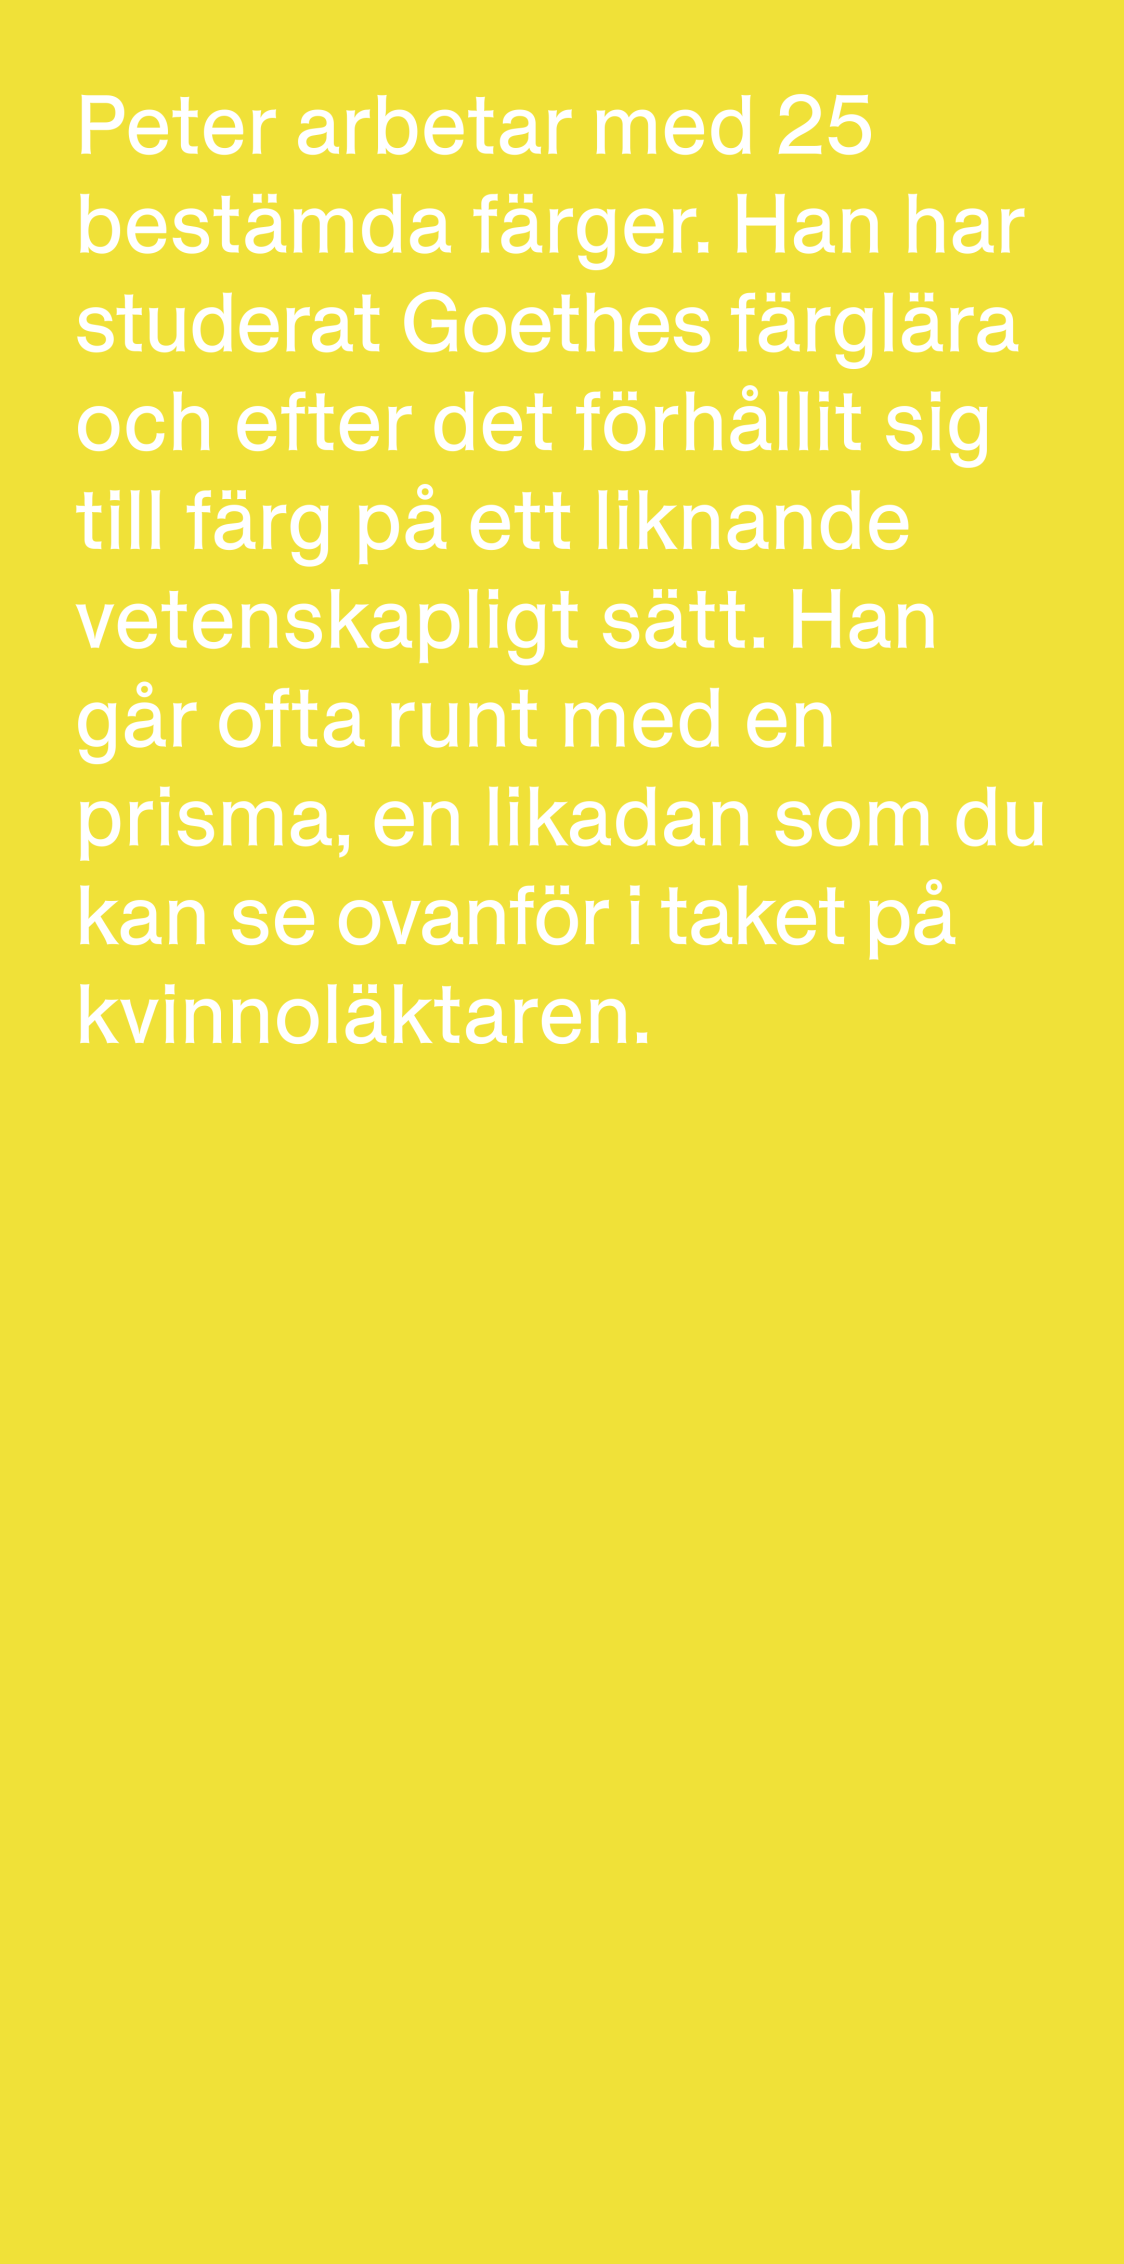 Peter arbetar med 25
bestämda färger. Han har
studerat Goethes färglära
och efter det förhållit sig
till färg på ett liknande
vetenskapligt sätt. Han
går ofta runt med en
prisma, en likadan som du
kan se ovanför i taket på
kvinnoläktaren.